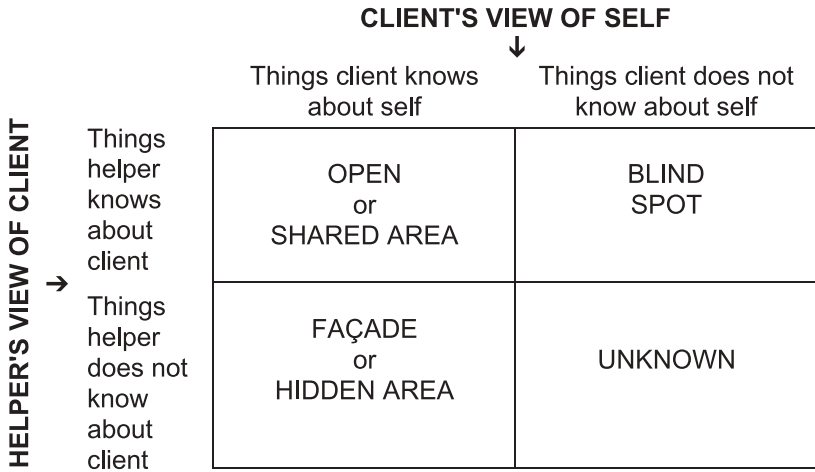 CLIENT'S VIEW OF SELF
Things client knows
about self
Things client does not
know about self
HELPER'S VIEW OF CLIENT
Things
helper
knows
about
client
OPEN
or
SHARED AREA
BLIND
SPOT
Things
helper
does not
know
about
client
FAÇADE
or
HIDDEN AREA
UNKNOWN